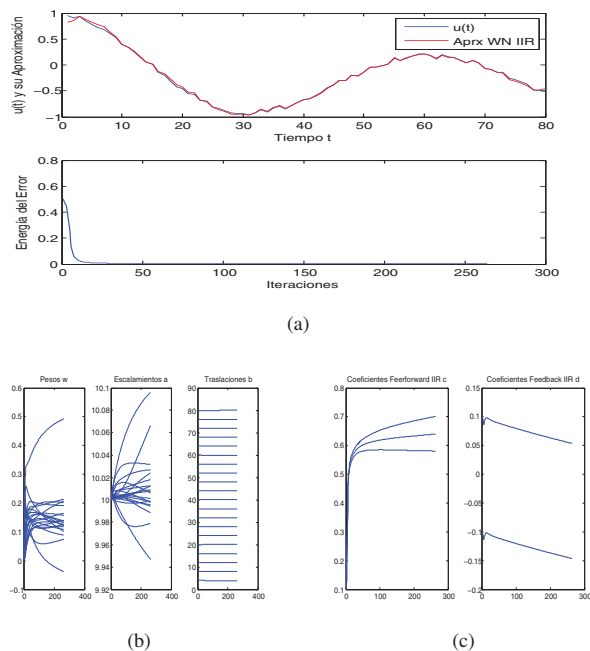 u(t) y su Aproximación
1
0.5
0
−0.5
−1
0 10 20 30 40 50 60 70 80
Tiempo t
u(t)
Aprx WN IIR
Energía del Error
0.8
0.6
0.4
0.2
0
0 50 100 150 200 250 300
Iteraciones
(a)
Pesos w
0.6
0.5
0.4
0.3
0.2
0.1
0
−0.1
0 200 400
Escalamientos a
10.1
10.08
10.06
10.04
10.02
10
9.98
9.96
9.94
9.92
0 200 400
Traslaciones b
90
80
70
60
50
40
30
20
10
0
0 200 400
Coeficientes Feerforward IIR c
0.8
0.7
0.6
0.5
0.4
0.3
0.2
0.1
0 100 200 300
Coeficientes Feedback IIR d
0.15
0.1
0.05
0
−0.05
−0.1
−0.15
−0.2
0 100 200 300
(b)
(c)